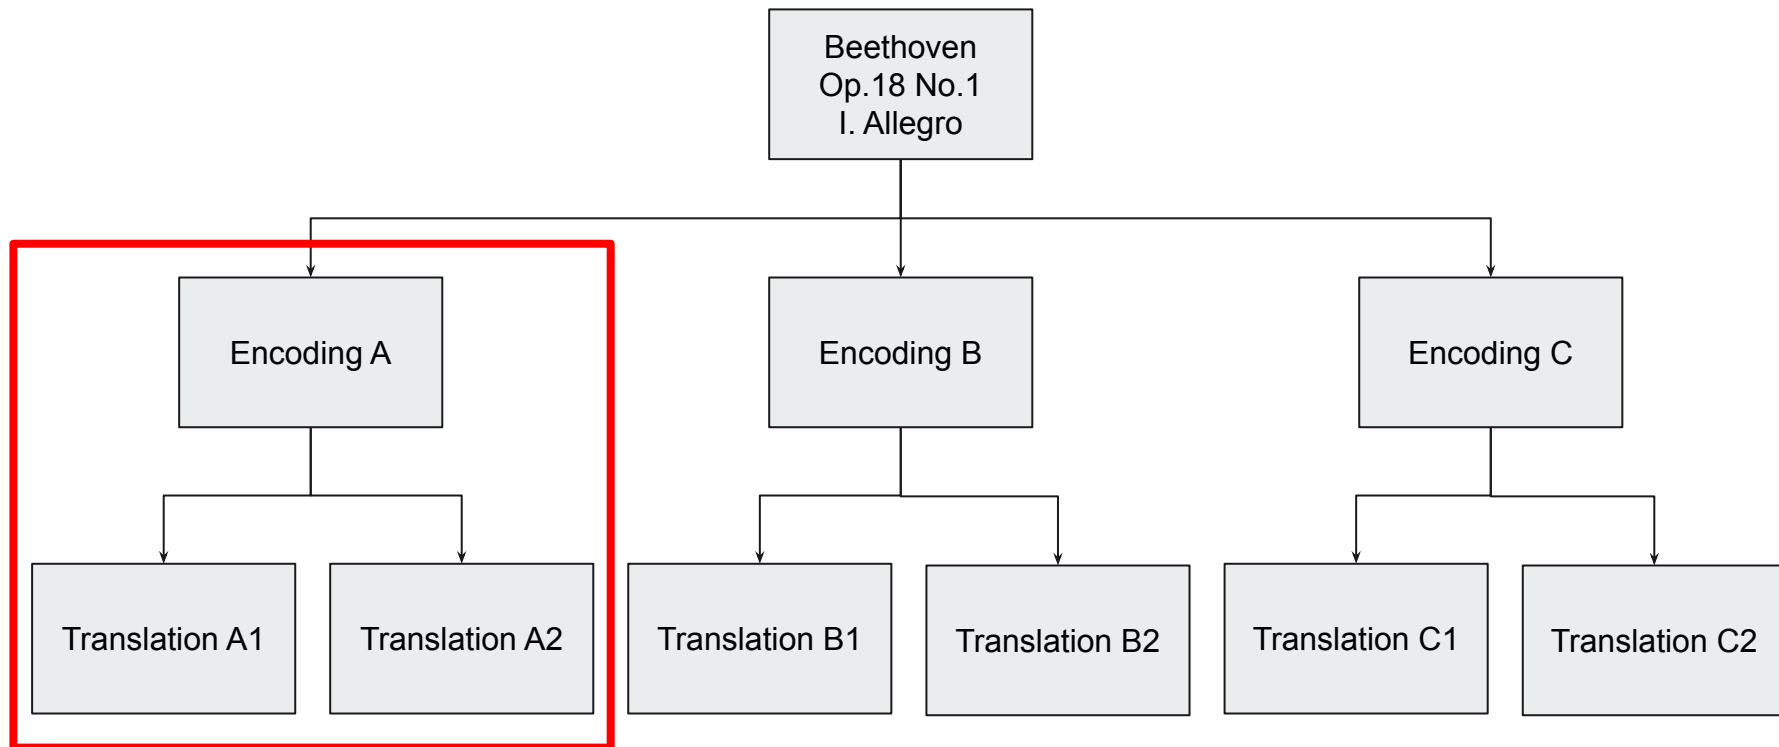 Beethoven
Op.18 No.1
I. Allegro
Encoding A
Encoding B
Encoding C
Translation A1
Translation A2
Translation B1
Translation B2
Translation C1
Translation C2